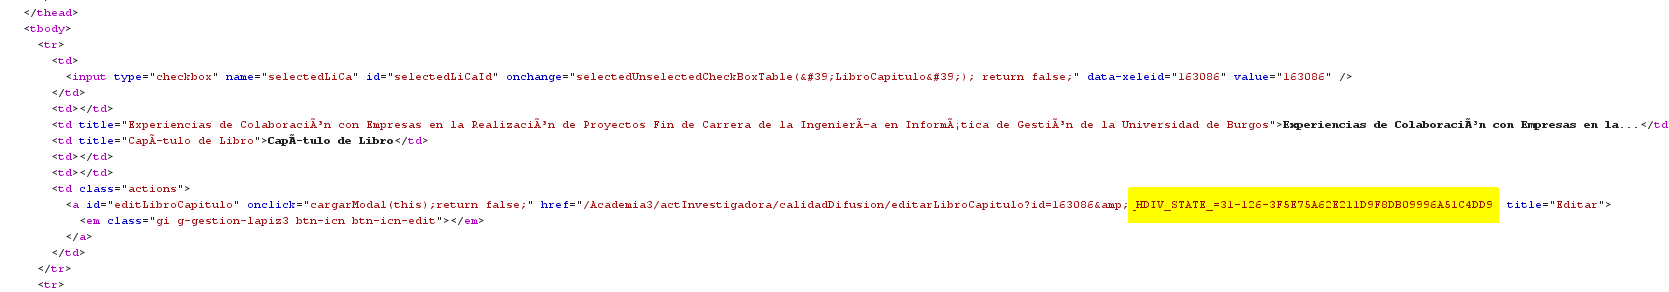 </thead>
<tbody>
<tr>
<td>
<input type="checkbox" name="selectedLiCa" id="selectedLiCaId" onchange="selectedUnselectedCheckBoxTable(&#39;LibroCapitulo&#39;); return false;" data-xeleid="163086" value="163086" />
</td>
<td></td>
<td title="Experiencias de ColaboraciÃ³n con Empresas en la RealizaciÃ³n de Proyectos Fin de Carrera de la IngenierÃ-a en InformÃ¡tica de GestiÃ³n de la Universidad de Burgos">Experiencias de ColaboraciÃ³n con Empresas en la...</td
<td title="CapÃ-tulo de Libro">CapÃ-tulo de Libro</td>
<td></td>
<td></td>
<td class="actions">
<a id="editLibroCapitulo" onclick="cargarModal(this);return false;" href="/Academia3/actInvestigadora/calidadDifusion/editarLibroCapitulo?id=163086&amp;_HDIV_STATE_=31-126-3F5E75A62E211D9F8DB09996A51C4DD9 title="Editar">
<em class="gi g-gestion-lapiz3 btn-icn btn-icn-edit"></em>
</a>
</td>
</tr>
<tr>